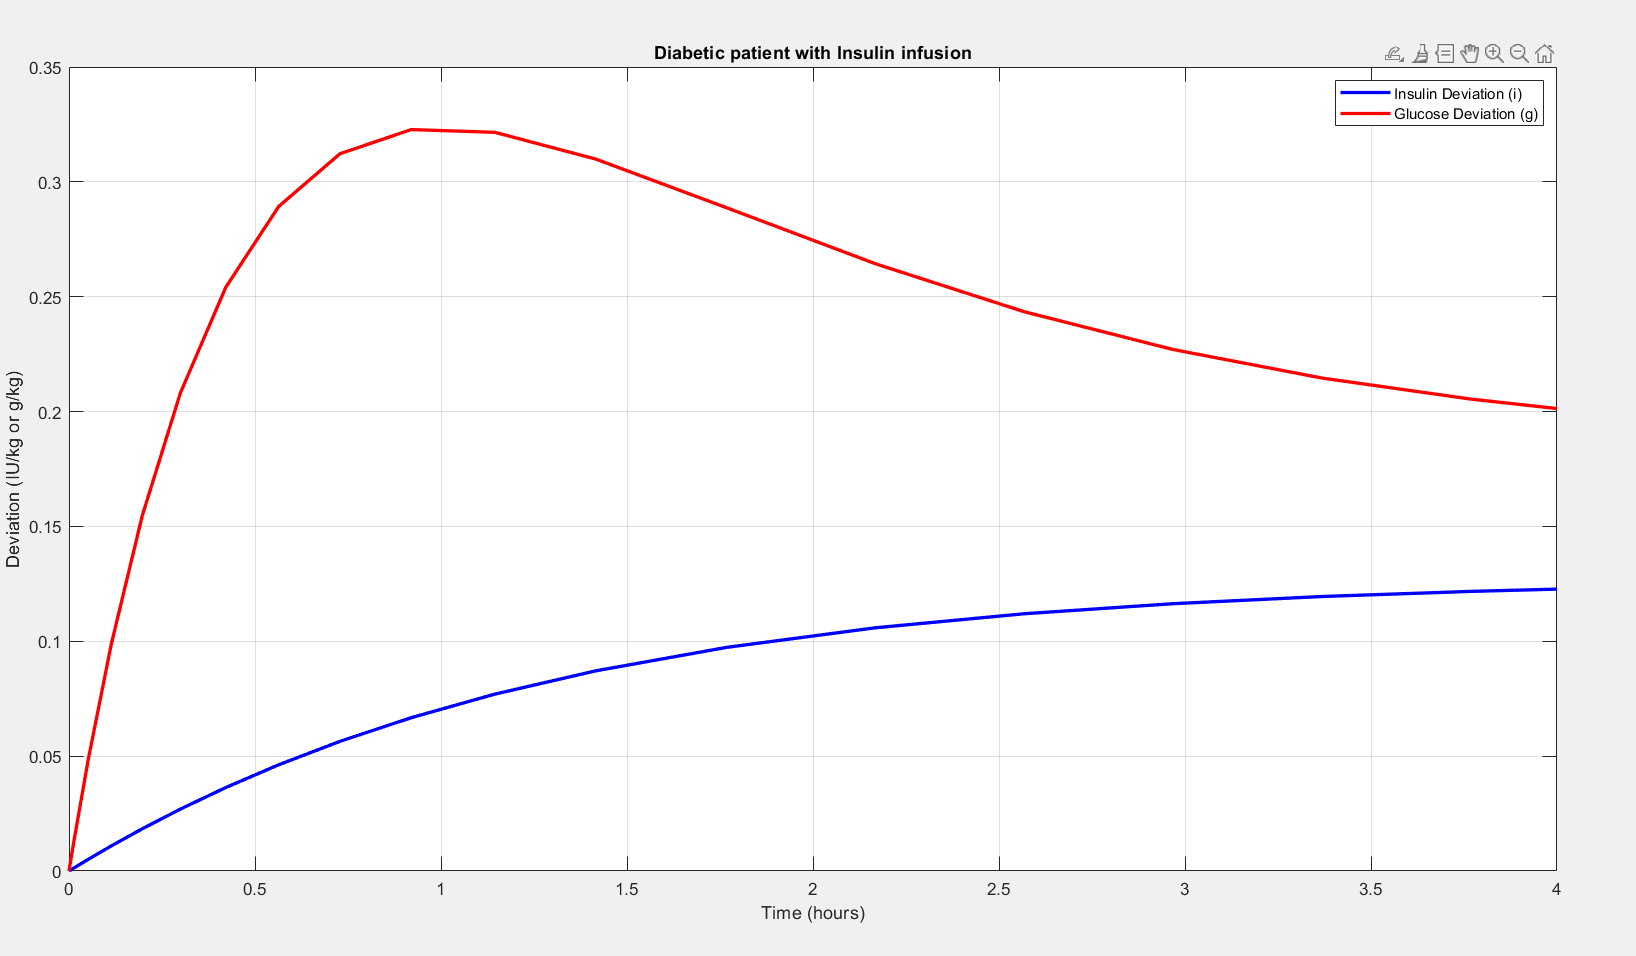 Diabetic patient with Insulin infusion
Insulin Deviation (i)
Glucose Deviation (g)
0.35
0.3
0.25
0.2
0.15
0.1
0.05
0
Deviation (IU/kg or g/kg)
0 0.5 1 1.5 2 2.5 3 3.5 4
Time (hours)